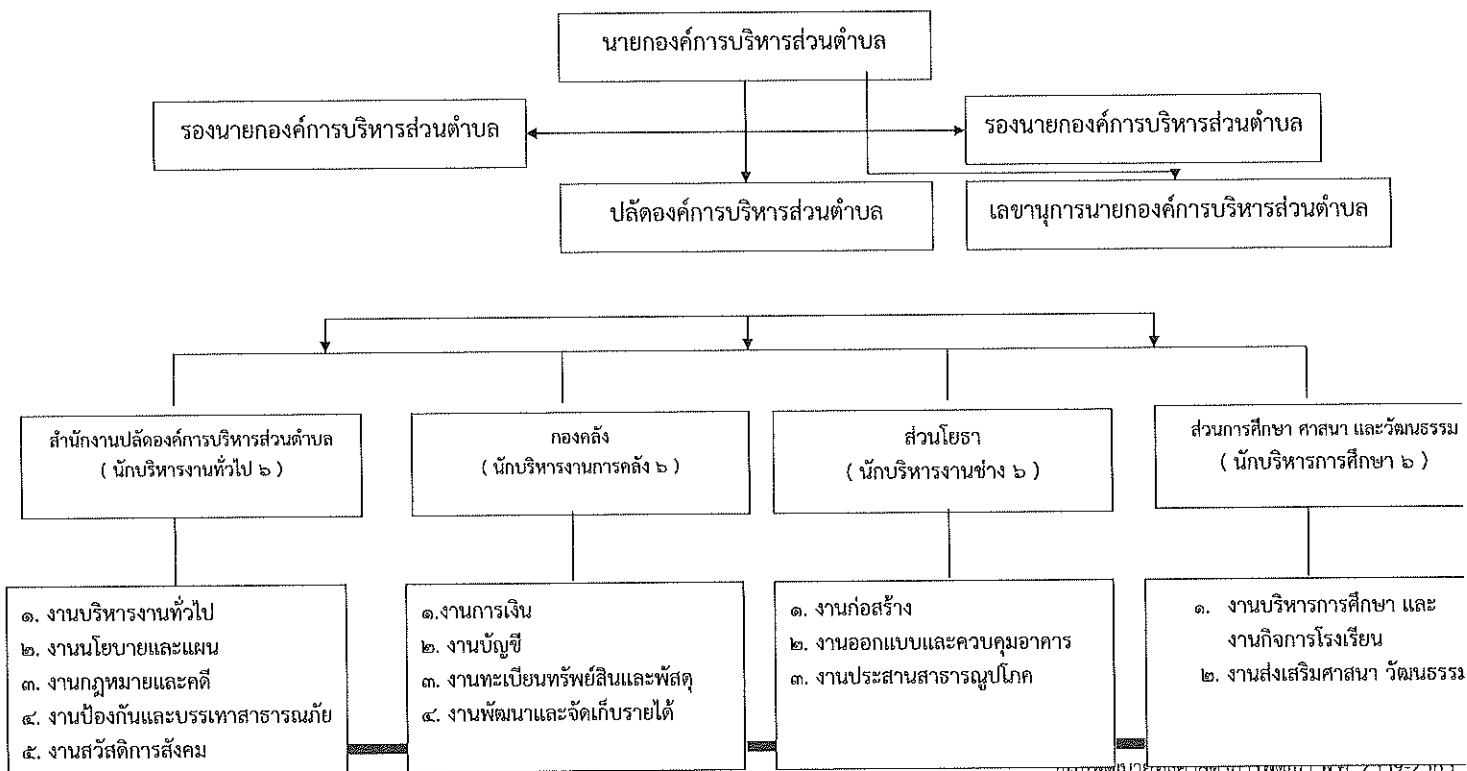 นายกองค์การบริหารส่วนตำบล
รองนายกองค์การบริหารส่วนตำบล
รองนายกองค์การบริหารส่วนตำบล
ปลัดองค์การบริหารส่วนตำบล
เลขานุการนายกองค์การบริหารส่วนตำบล
สำนักงานปลัดองค์การบริหารส่วนตำบล
( นักบริหารงานทั่วไป ๖ )
กองคลัง
( นักบริหารงานการคลัง ๖ )
ส่วนโยธา
( นักบริหารงานช่าง ๖ )
ส่วนการศึกษา ศาสนา และวัฒนธรรม
( นักบริหารการศึกษา ๖ )
๑. งานบริหารงานทั่วไป
๒. งานนโยบายและแผน
๓. งานกฎหมายและคดี
๔. งานป้องกันและบรรเทาสาธารณภัย
๕. งานสวัสดิการสังคม
๑.งานการเงิน
๒. งานบัญชี
๓. งานทะเบียนทรัพย์สินและพัสดุ
๔. งานพัฒนาและจัดเก็บรายได้
๑. งานก่อสร้าง
๒. งานออกแบบและควบคุมอาคาร
๓. งานประสานสาธารณูปโภค
๑. งานบริหารการศึกษา และ
งานกิจการโรงเรียน
๒. งานส่งเสริมศาสนา วัฒนธรรม